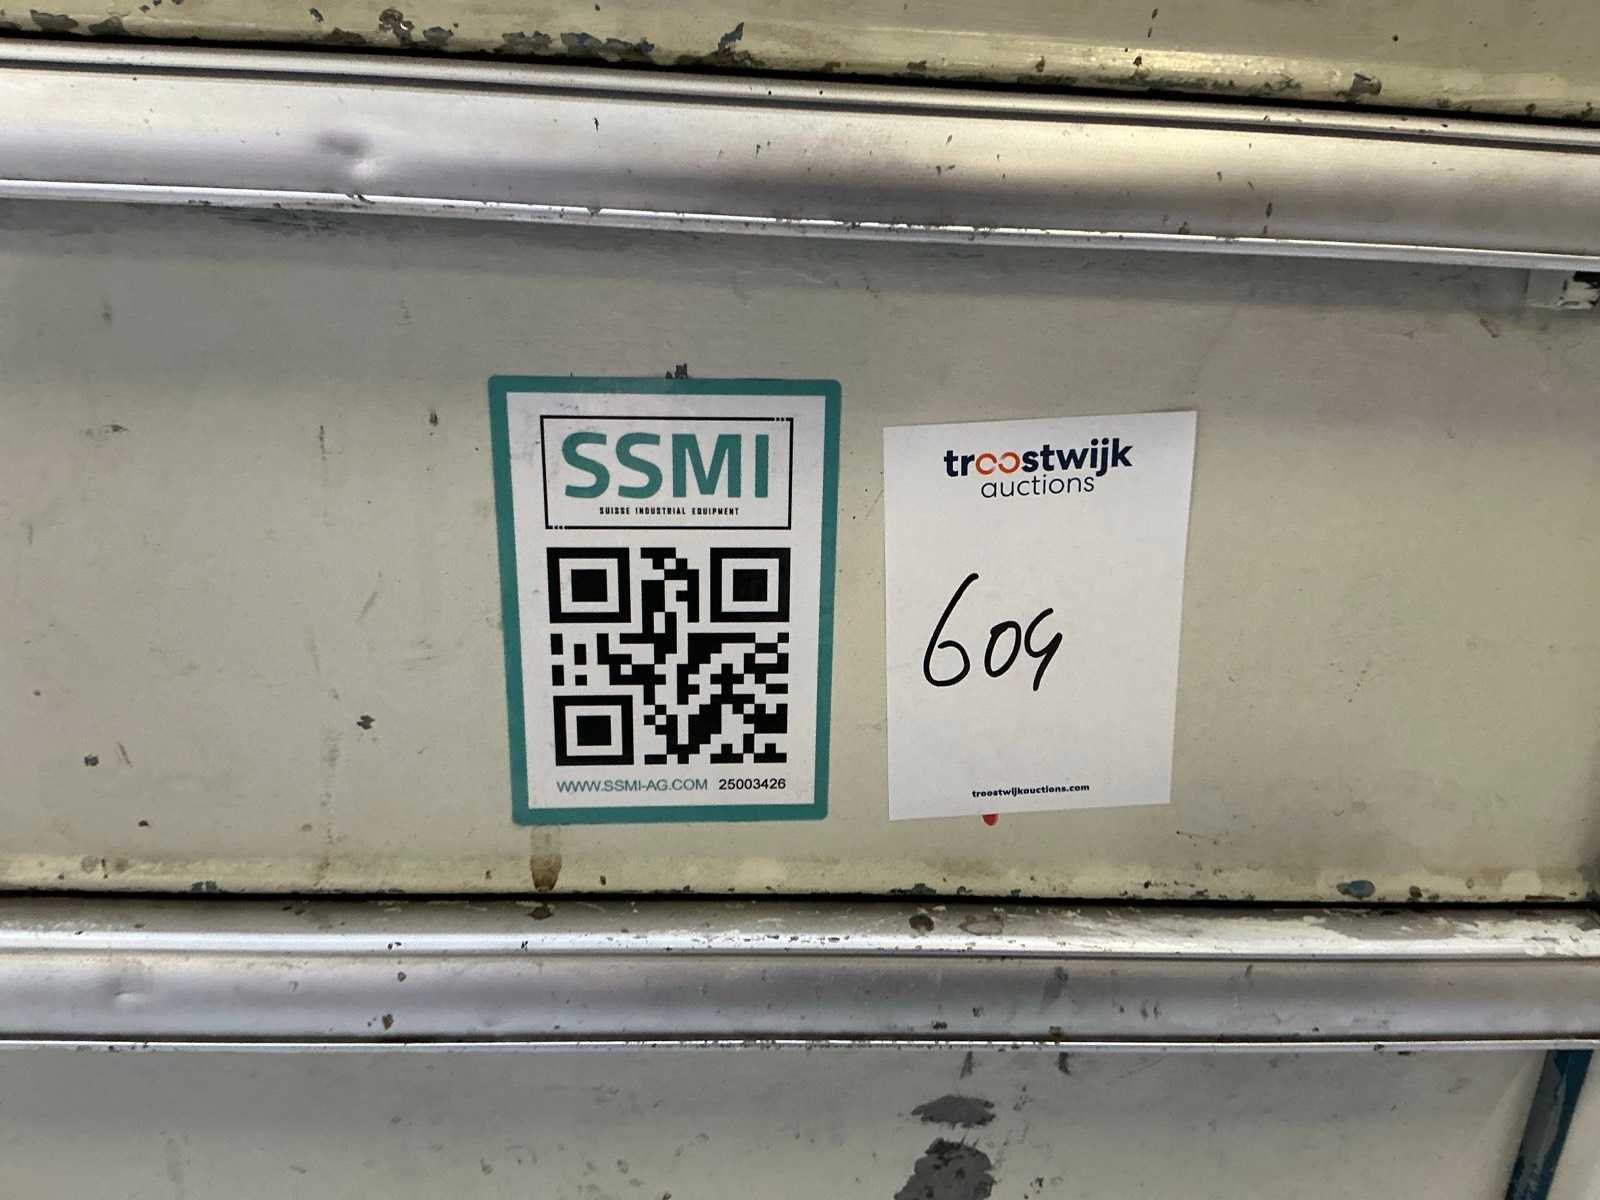 SSMI
SUISSE INDUSTRIAL EQUIPMENT
WWW.SSMI-AG.COM 25003426
troostwijk
auctions
609
troostwijkauctions.com